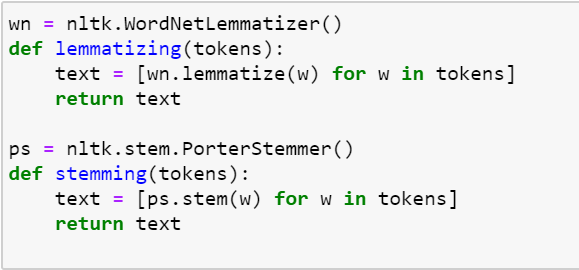 wn = nltk.WordNetLemmatizer()
def lemmatizing(tokens):
    text = [wn.lemmatize(w) for w in tokens]
    return text

ps = nltk.stem.PorterStemmer()
def stemming(tokens):
    text = [ps.stem(w) for w in tokens]
    return text